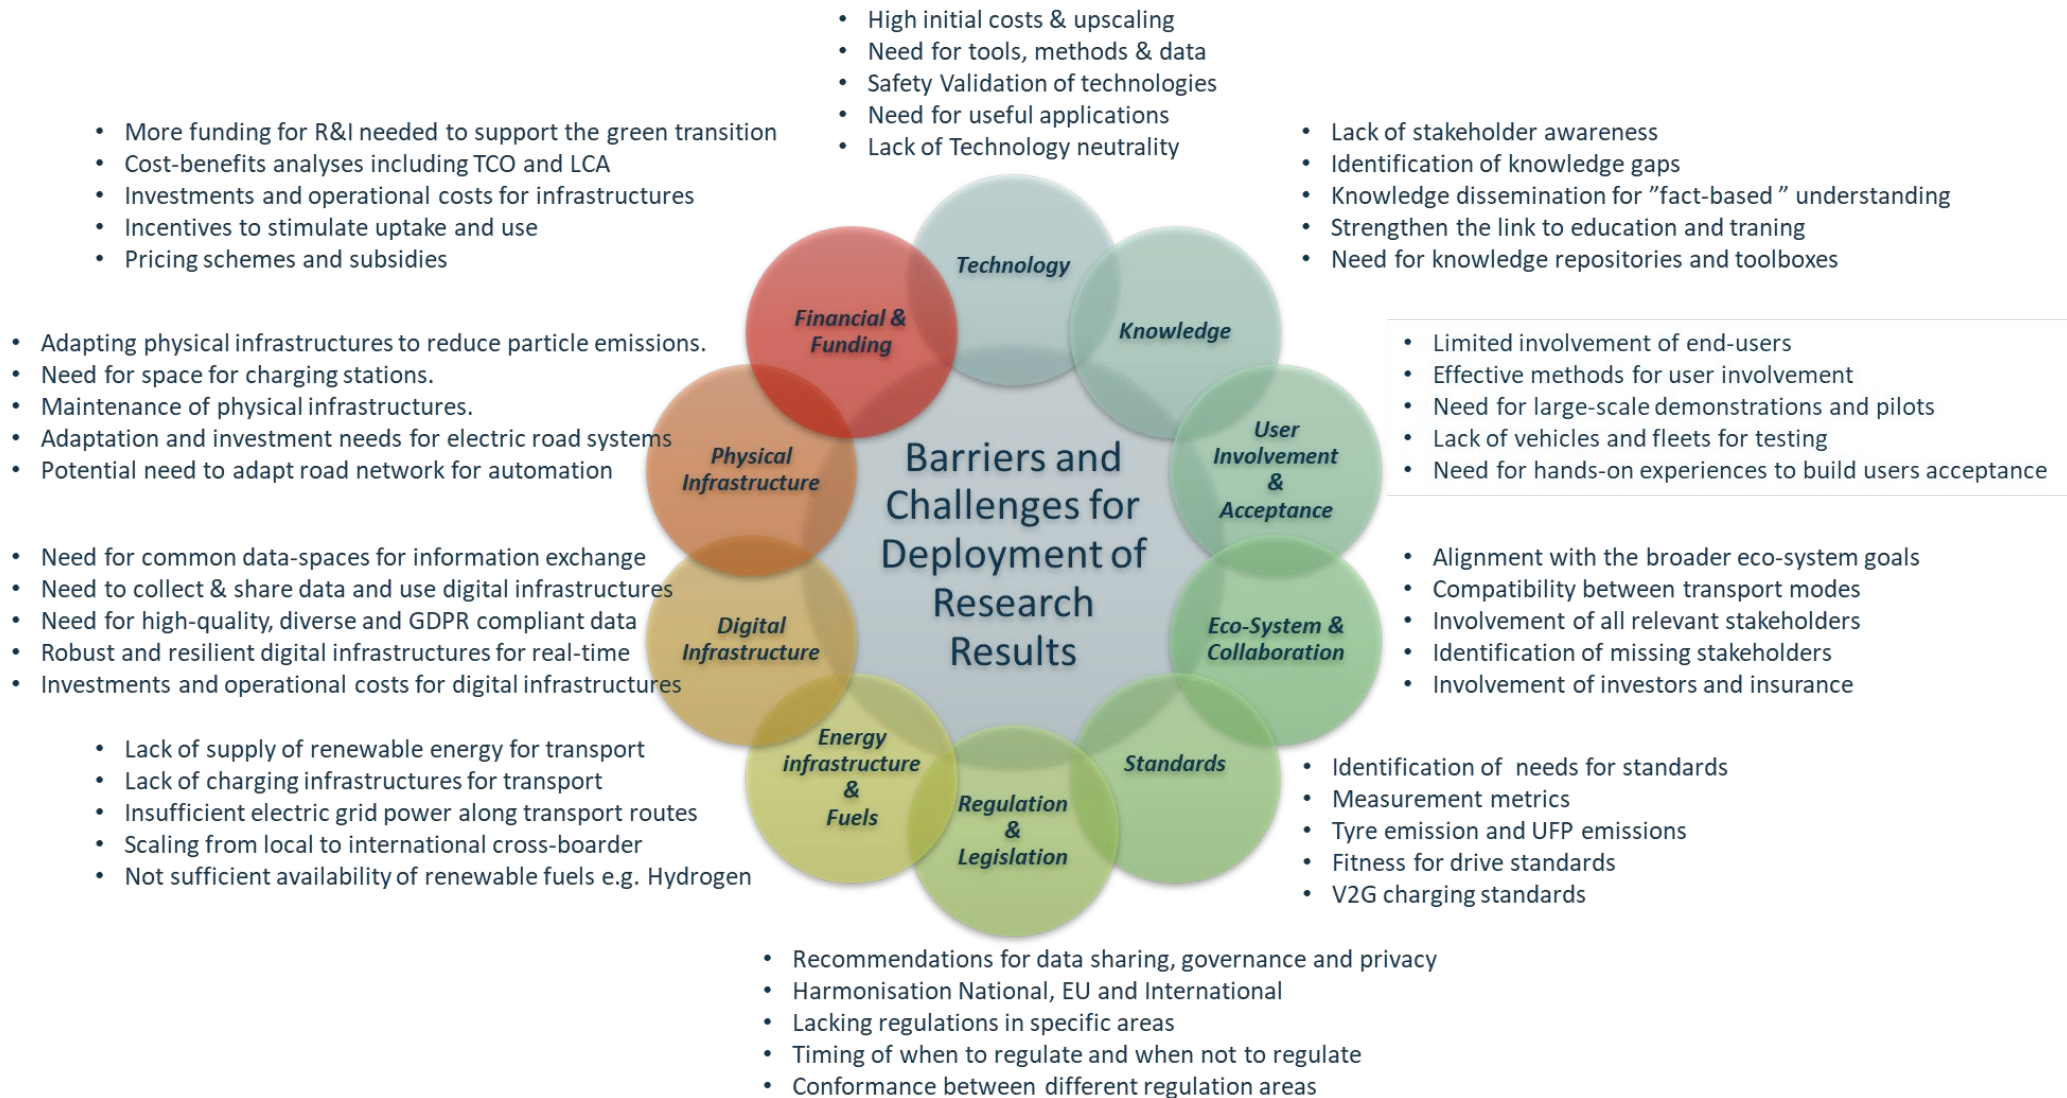 • High initial costs & upscaling
• Need for tools, methods & data
• Safety Validation of technologies
• Need for useful applications
• Lack of Technology neutrality
• More funding for R&I needed to support the green transition
• Cost-benefits analyses including TCO and LCA
• Investments and operational costs for infrastructures
• Incentives to stimulate uptake and use
• Pricing schemes and subsidies
• Lack of stakeholder awareness
• Identification of knowledge gaps
• Knowledge dissemination for ”fact-based ” understanding
• Strengthen the link to education and traning
• Need for knowledge repositories and toolboxes
Technology
Financial &
Funding
Knowledge
• Adapting physical infrastructures to reduce particle emissions.
• Need for space for charging stations.
• Maintenance of physical infrastructures.
• Adaptation and investment needs for electric road systems
• Potential need to adapt road network for automation
Physical
Infrastructure
Barriers and
Challenges for
Deployment of
Research
Results
User
Involvement
&
Acceptance
• Limited involvement of end-users
• Effective methods for user involvement
• Need for large-scale demonstrations and pilots
• Lack of vehicles and fleets for testing
• Need for hands-on experiences to build users acceptance
• Need for common data-spaces for information exchange
• Need to collect & share data and use digital infrastructures
• Need for high-quality, diverse and GDPR compliant data
• Robust and resilient digital infrastructures for real-time
• Investments and operational costs for digital infrastructures
Digital
Infrastructure
Eco-System &
Collaboration
• Alignment with the broader eco-system goals
• Compatibility between transport modes
• Involvement of all relevant stakeholders
• Identification of missing stakeholders
• Involvement of investors and insurance
• Lack of supply of renewable energy for transport
• Lack of charging infrastructures for transport
• Insufficient electric grid power along transport routes
• Scaling from local to international cross-boarder
• Not sufficient availability of renewable fuels e.g. Hydrogen
Energy
infrastructure
&
Fuels
Regulation
&
Legislation
Standards
• Identification of needs for standards
• Measurement metrics
• Tyre emission and UFP emissions
• Fitness for drive standards
• V2G charging standards
• Recommendations for data sharing, governance and privacy
• Harmonisation National, EU and International
• Lacking regulations in specific areas
• Timing of when to regulate and when not to regulate
• Conformance between different regulation areas